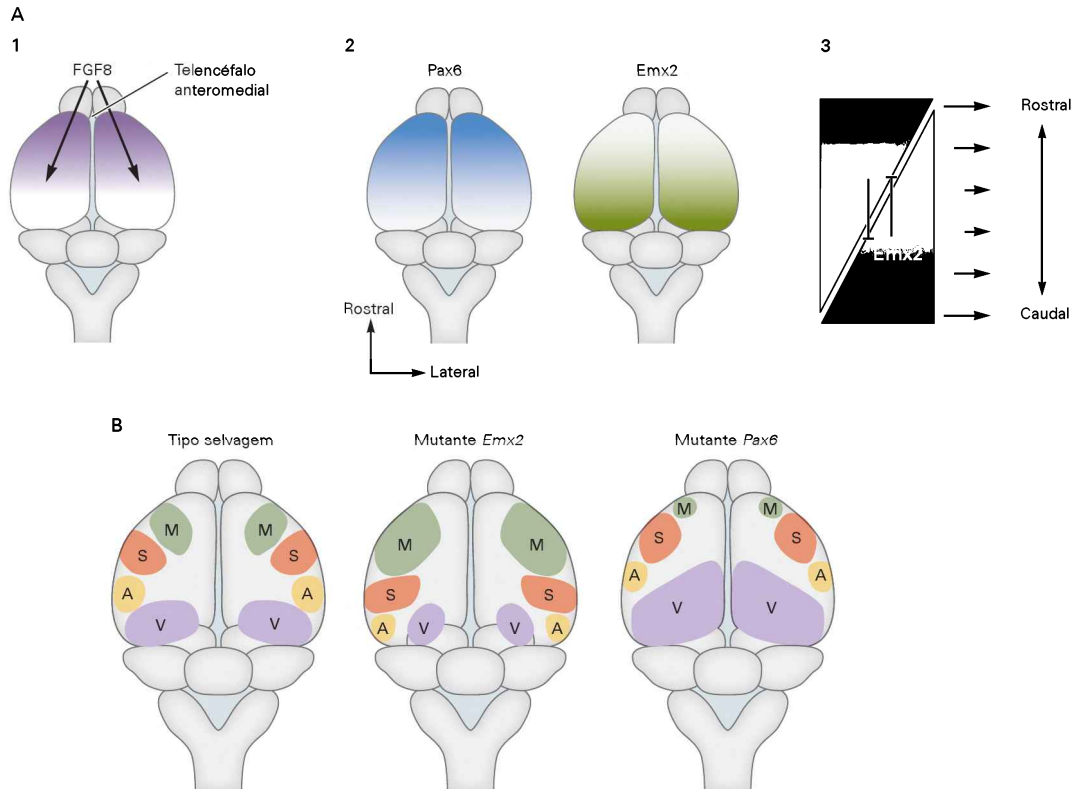 A
1
FGF8
Telencéfalo
anteromedial
2
Pax6
Emx2
Rostral
Lateral
3
Emx2
Rostral
Caudal
B
Tipo selvagem
Mutante Emx2
Mutante Pax6
M
M
S
S
A
A
V
V
M
M
S
S
A
A
V
V
M
M
S
S
A
A
V
V